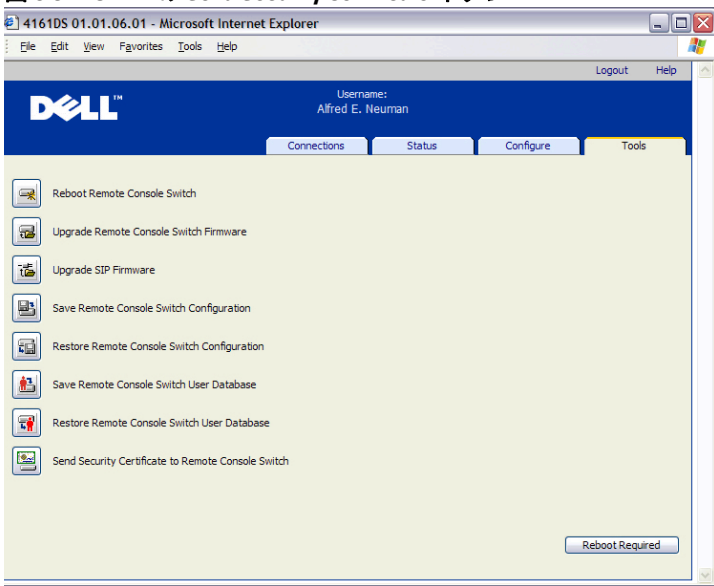 4161DS 01.01.06.01 - Microsoft Internet Explorer
File Edit View Favorites Tools Help
Logout Help
DELL™
Username:
Alfred E. Neuman
Connections Status Configure Tools
Reboot Remote Console Switch
Upgrade Remote Console Switch Firmware
Upgrade SIP Firmware
Save Remote Console Switch Configuration
Restore Remote Console Switch Configuration
Save Remote Console Switch User Database
Restore Remote Console Switch User Database
Send Security Certificate to Remote Console Switch
Reboot Required